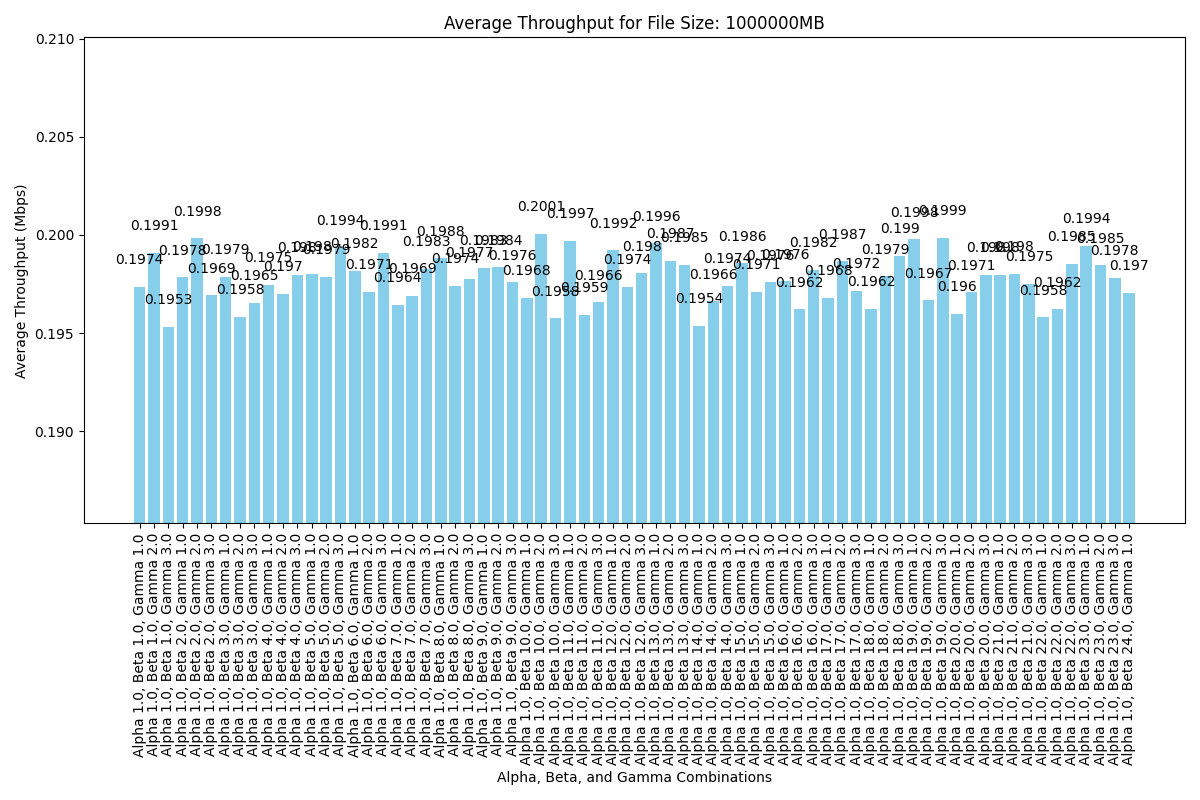 Average Throughput for File Size: 1000000MB
0.210
0.205
0.200
0.195
0.190
Average Throughput (Mbps)
0.1974
0.1991
0.1953
0.1978
0.1998
0.1969
0.1979
0.1958
0.1965
0.1975
0.197
0.198
0.1979
0.1994
0.1982
0.1971
0.1991
0.1964
0.1969
0.1983
0.1988
0.1974
0.1977
0.1983
0.1984
0.1976
0.1968
0.2001
0.1958
0.1997
0.1959
0.1966
0.1992
0.1974
0.198
0.1996
0.1987
0.1985
0.1954
0.1966
0.1974
0.1986
0.1971
0.1976
0.1976
0.1962
0.1982
0.1968
0.1987
0.1972
0.1962
0.1979
0.199
0.1998
0.1967
0.1999
0.196
0.1971
0.198
0.1975
0.1958
0.1962
0.1985
0.1994
0.1985
0.1978
0.197
Alpha 1.0, Beta 1.0, Gamma 1.0
Alpha 1.0, Beta 1.0, Gamma 2.0
Alpha 1.0, Beta 1.0, Gamma 3.0
Alpha 1.0, Beta 2.0, Gamma 1.0
Alpha 1.0, Beta 2.0, Gamma 2.0
Alpha 1.0, Beta 2.0, Gamma 3.0
Alpha 1.0, Beta 3.0, Gamma 1.0
Alpha 1.0, Beta 3.0, Gamma 2.0
Alpha 1.0, Beta 3.0, Gamma 3.0
Alpha 1.0, Beta 4.0, Gamma 1.0
Alpha 1.0, Beta 4.0, Gamma 2.0
Alpha 1.0, Beta 4.0, Gamma 3.0
Alpha 1.0, Beta 5.0, Gamma 1.0
Alpha 1.0, Beta 5.0, Gamma 2.0
Alpha 1.0, Beta 5.0, Gamma 3.0
Alpha 1.0, Beta 6.0, Gamma 1.0
Alpha 1.0, Beta 6.0, Gamma 2.0
Alpha 1.0, Beta 6.0, Gamma 3.0
Alpha 1.0, Beta 7.0, Gamma 1.0
Alpha 1.0, Beta 7.0, Gamma 2.0
Alpha 1.0, Beta 7.0, Gamma 3.0
Alpha 1.0, Beta 8.0, Gamma 1.0
Alpha 1.0, Beta 8.0, Gamma 2.0
Alpha 1.0, Beta 8.0, Gamma 3.0
Alpha 1.0, Beta 9.0, Gamma 1.0
Alpha 1.0, Beta 9.0, Gamma 2.0
Alpha 1.0, Beta 9.0, Gamma 3.0
Alpha 1.0, Beta 10.0, Gamma 1.0
Alpha 1.0, Beta 10.0, Gamma 2.0
Alpha 1.0, Beta 10.0, Gamma 3.0
Alpha 1.0, Beta 11.0, Gamma 1.0
Alpha 1.0, Beta 11.0, Gamma 2.0
Alpha 1.0, Beta 11.0, Gamma 3.0
Alpha 1.0, Beta 12.0, Gamma 1.0
Alpha 1.0, Beta 12.0, Gamma 2.0
Alpha 1.0, Beta 12.0, Gamma 3.0
Alpha 1.0, Beta 13.0, Gamma 1.0
Alpha 1.0, Beta 13.0, Gamma 2.0
Alpha 1.0, Beta 13.0, Gamma 3.0
Alpha 1.0, Beta 14.0, Gamma 1.0
Alpha 1.0, Beta 14.0, Gamma 2.0
Alpha 1.0, Beta 14.0, Gamma 3.0
Alpha 1.0, Beta 15.0, Gamma 1.0
Alpha 1.0, Beta 15.0, Gamma 2.0
Alpha 1.0, Beta 15.0, Gamma 3.0
Alpha 1.0, Beta 16.0, Gamma 1.0
Alpha 1.0, Beta 16.0, Gamma 2.0
Alpha 1.0, Beta 16.0, Gamma 3.0
Alpha 1.0, Beta 17.0, Gamma 1.0
Alpha 1.0, Beta 17.0, Gamma 2.0
Alpha 1.0, Beta 17.0, Gamma 3.0
Alpha 1.0, Beta 18.0, Gamma 1.0
Alpha 1.0, Beta 18.0, Gamma 2.0
Alpha 1.0, Beta 18.0, Gamma 3.0
Alpha 1.0, Beta 19.0, Gamma 1.0
Alpha 1.0, Beta 19.0, Gamma 2.0
Alpha 1.0, Beta 19.0, Gamma 3.0
Alpha 1.0, Beta 20.0, Gamma 1.0
Alpha 1.0, Beta 20.0, Gamma 2.0
Alpha 1.0, Beta 20.0, Gamma 3.0
Alpha 1.0, Beta 21.0, Gamma 1.0
Alpha 1.0, Beta 21.0, Gamma 2.0
Alpha 1.0, Beta 21.0, Gamma 3.0
Alpha 1.0, Beta 22.0, Gamma 1.0
Alpha 1.0, Beta 22.0, Gamma 2.0
Alpha 1.0, Beta 22.0, Gamma 3.0
Alpha 1.0, Beta 23.0, Gamma 1.0
Alpha 1.0, Beta 23.0, Gamma 2.0
Alpha 1.0, Beta 23.0, Gamma 3.0
Alpha 1.0, Beta 24.0, Gamma 1.0
Alpha, Beta, and Gamma Combinations